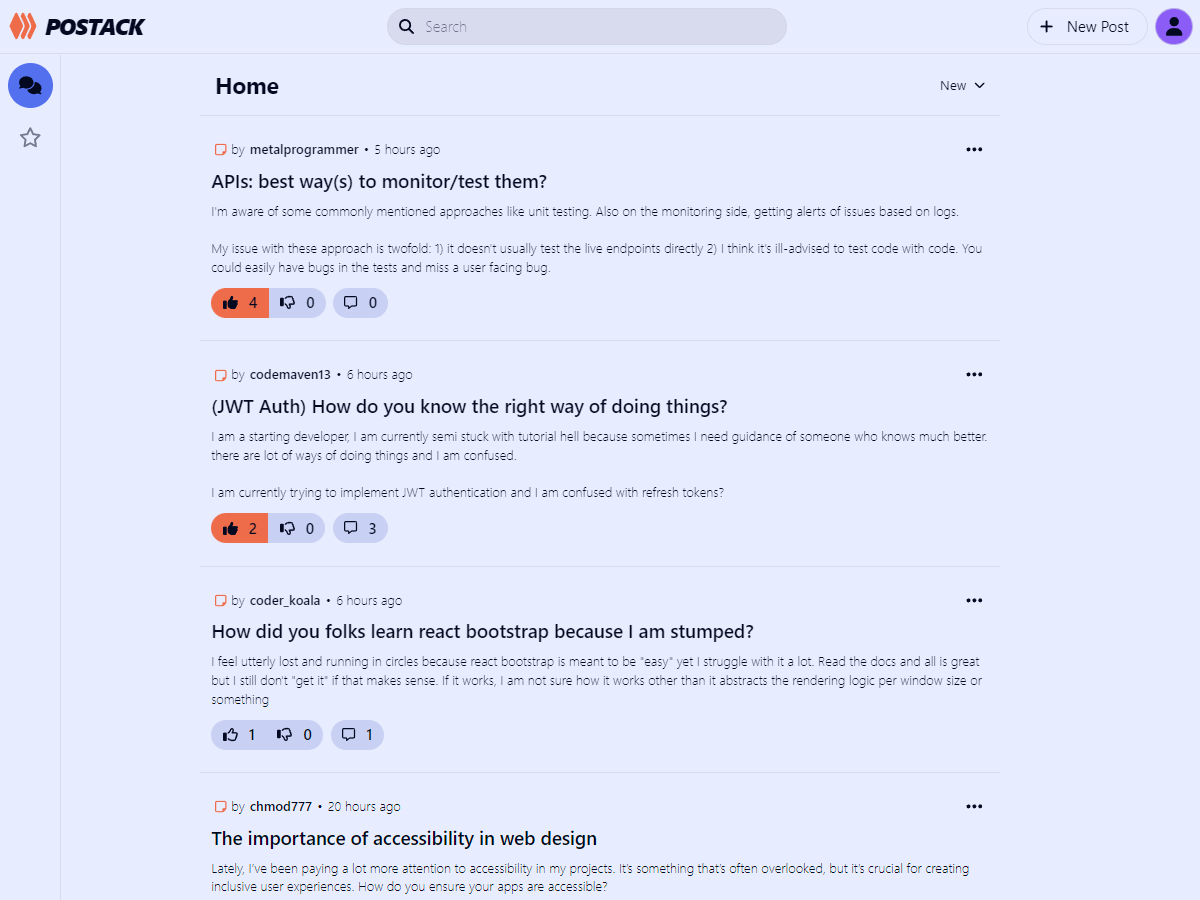 POSTACK
Search
New Post
Home
New
by metalprogrammer • 5 hours ago
APIs: best way(s) to monitor/test them?
I'm aware of some commonly mentioned approaches like unit testing. Also on the monitoring side, getting alerts of issues based on logs.
My issue with these approach is twofold: 1) it doesn't usually test the live endpoints directly 2) I think it's ill-advised to test code with code. You
could easily have bugs in the tests and miss a user facing bug.
4 0 0
by codemaven13 • 6 hours ago
(JWT Auth) How do you know the right way of doing things?
I am a starting developer, I am currently semi stuck with tutorial hell because sometimes I need guidance of someone who knows much better.
there are lot of ways of doing things and I am confused.
I am currently trying to implement JWT authentication and I am confused with refresh tokens?
2 0 3
by coder_koala • 6 hours ago
How did you folks learn react bootstrap because I am stumped?
I feel utterly lost and running in circles because react bootstrap is meant to be "easy" yet I struggle with it a lot. Read the docs and all is great
but I still don't "get it" if that makes sense. If it works, I am not sure how it works other than it abstracts the rendering logic per window size or
something
1 0 1
by chmod777 • 20 hours ago
The importance of accessibility in web design
Lately, I've been paying a lot more attention to accessibility in my projects. It's something that's often overlooked, but it's crucial for creating
inclusive user experiences. How do you ensure your apps are accessible?